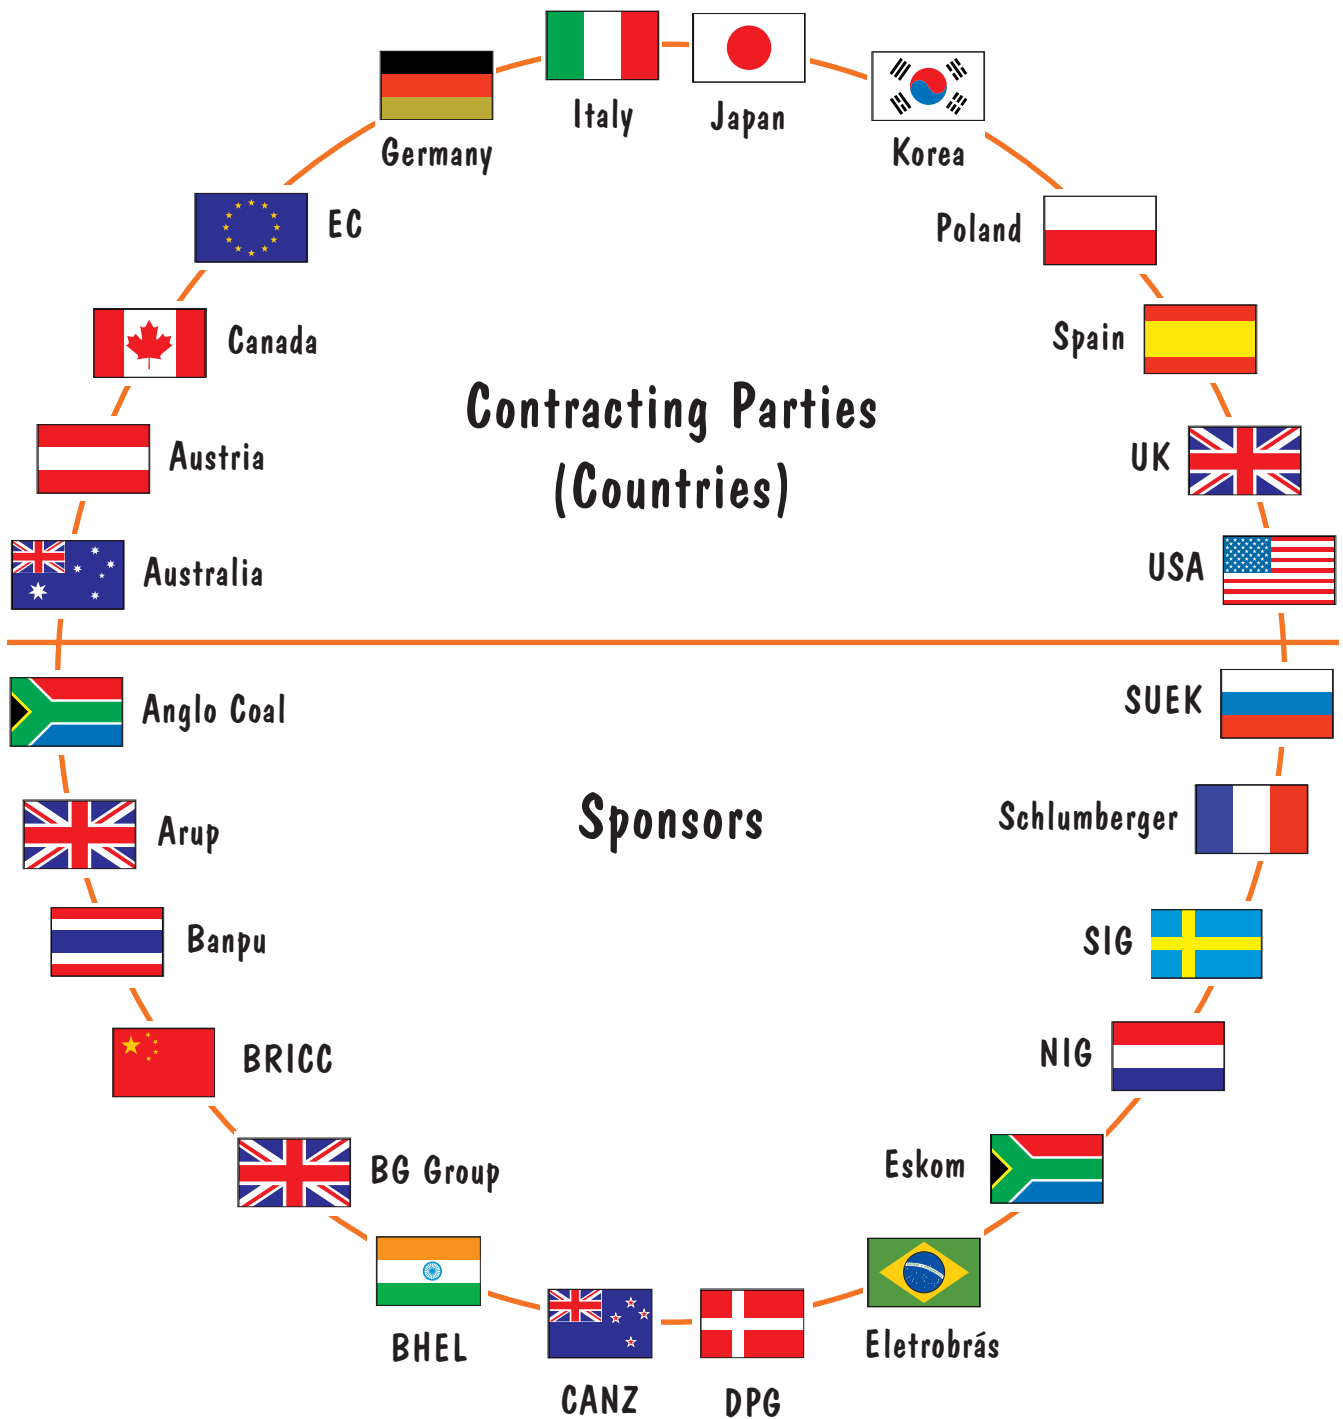 Italy
Japan
Germany
Korea
EC
Poland
Canada
Spain
Contracting Parties
(Countries)
Austria
UK
Australia
USA
Anglo Coal
SUEK
Arup
Sponsors
Schlumberger
Banpu
SIG
BRICC
NIG
BG Group
Eskom
BHEL
Eletrobrás
CANZ
DPG